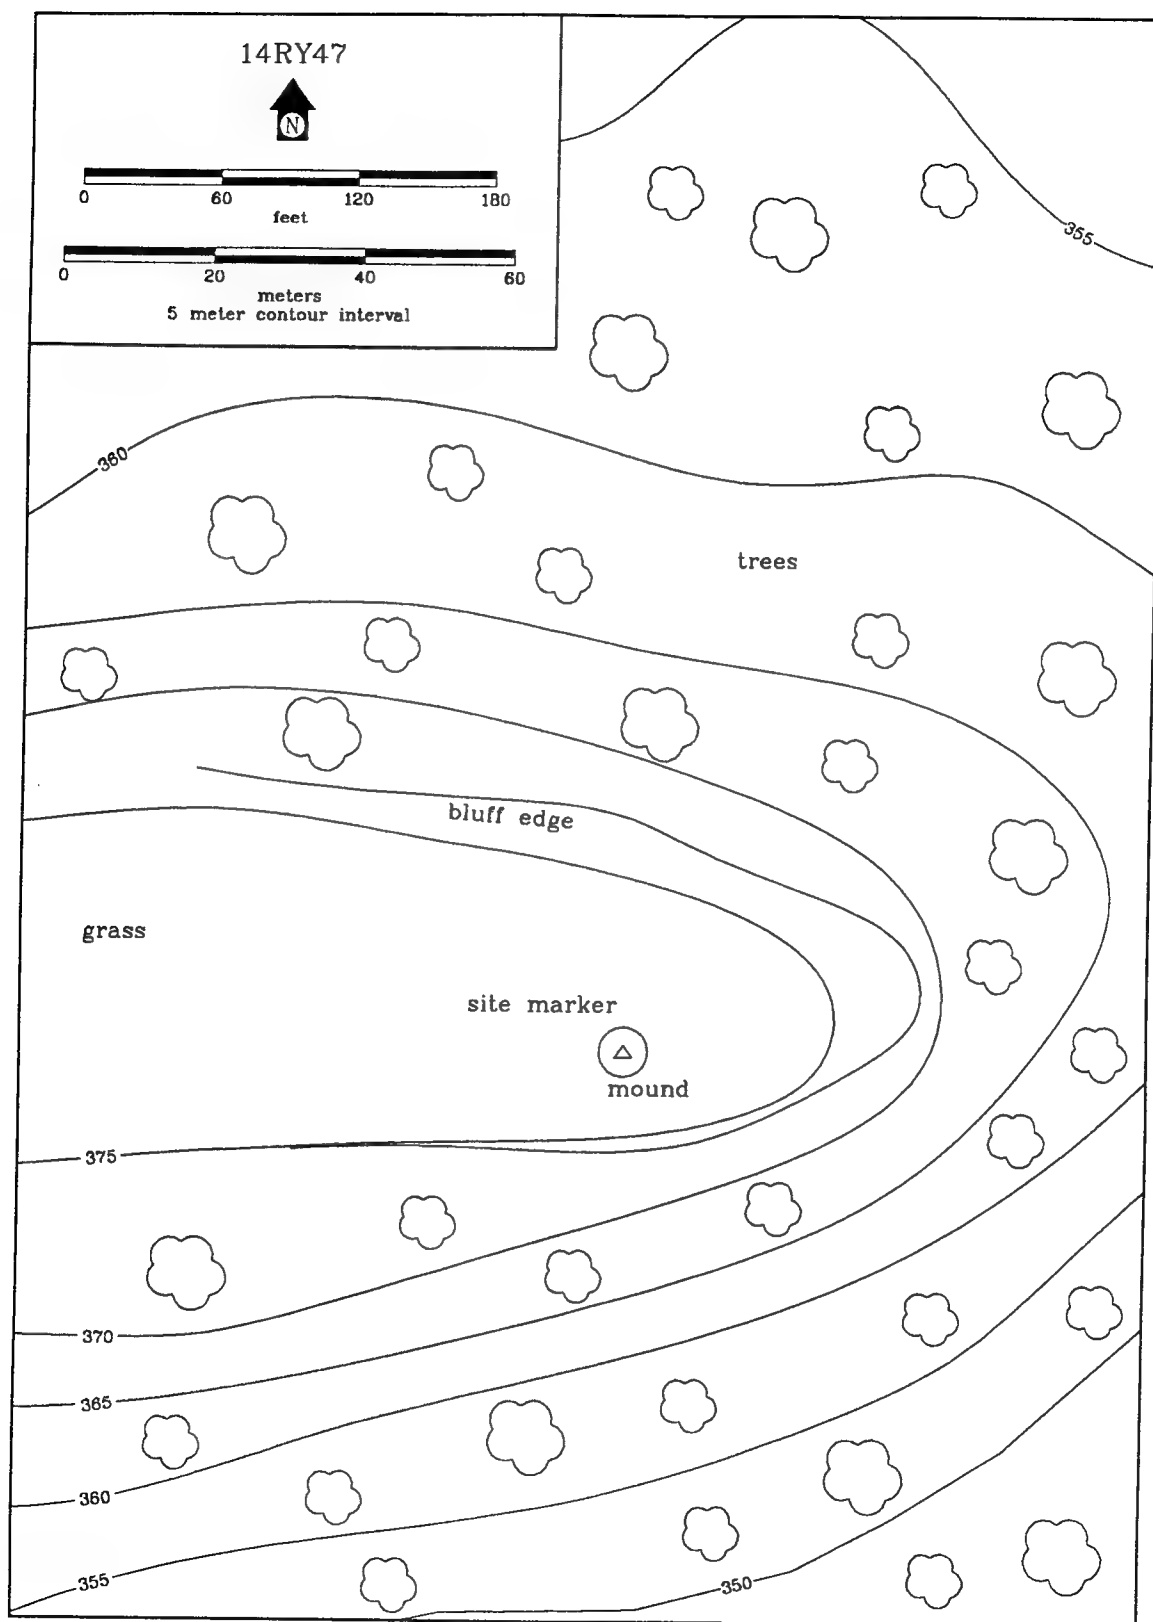 14RY47
N
0 60 120 180
feet
0 20 40 60
meters
5 meter contour interval
355
360
trees
bluff edge
grass
site marker
mound
375
370
365
360
355
350